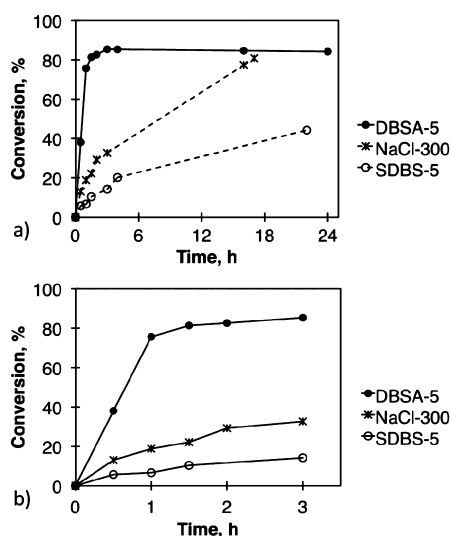 100
80
60
40
20
0
Conversion, %
0 6 12 18 24
Time, h
a)
DBSA-5
NaCl-300
SDBS-5
100
80
60
40
20
0
Conversion, %
0 1 2 3
Time, h
b)
DBSA-5
NaCl-300
SDBS-5